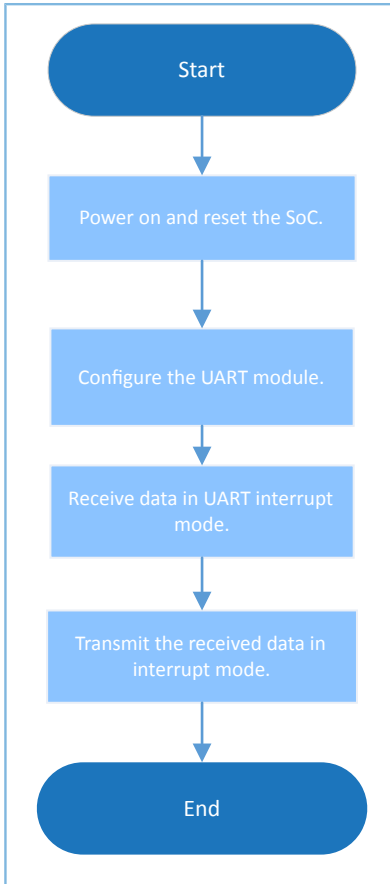 Start
Power on and reset the SoC.
Configure the UART module.
Receive data in UART interrupt
mode.
Transmit the received data in
interrupt mode.
End